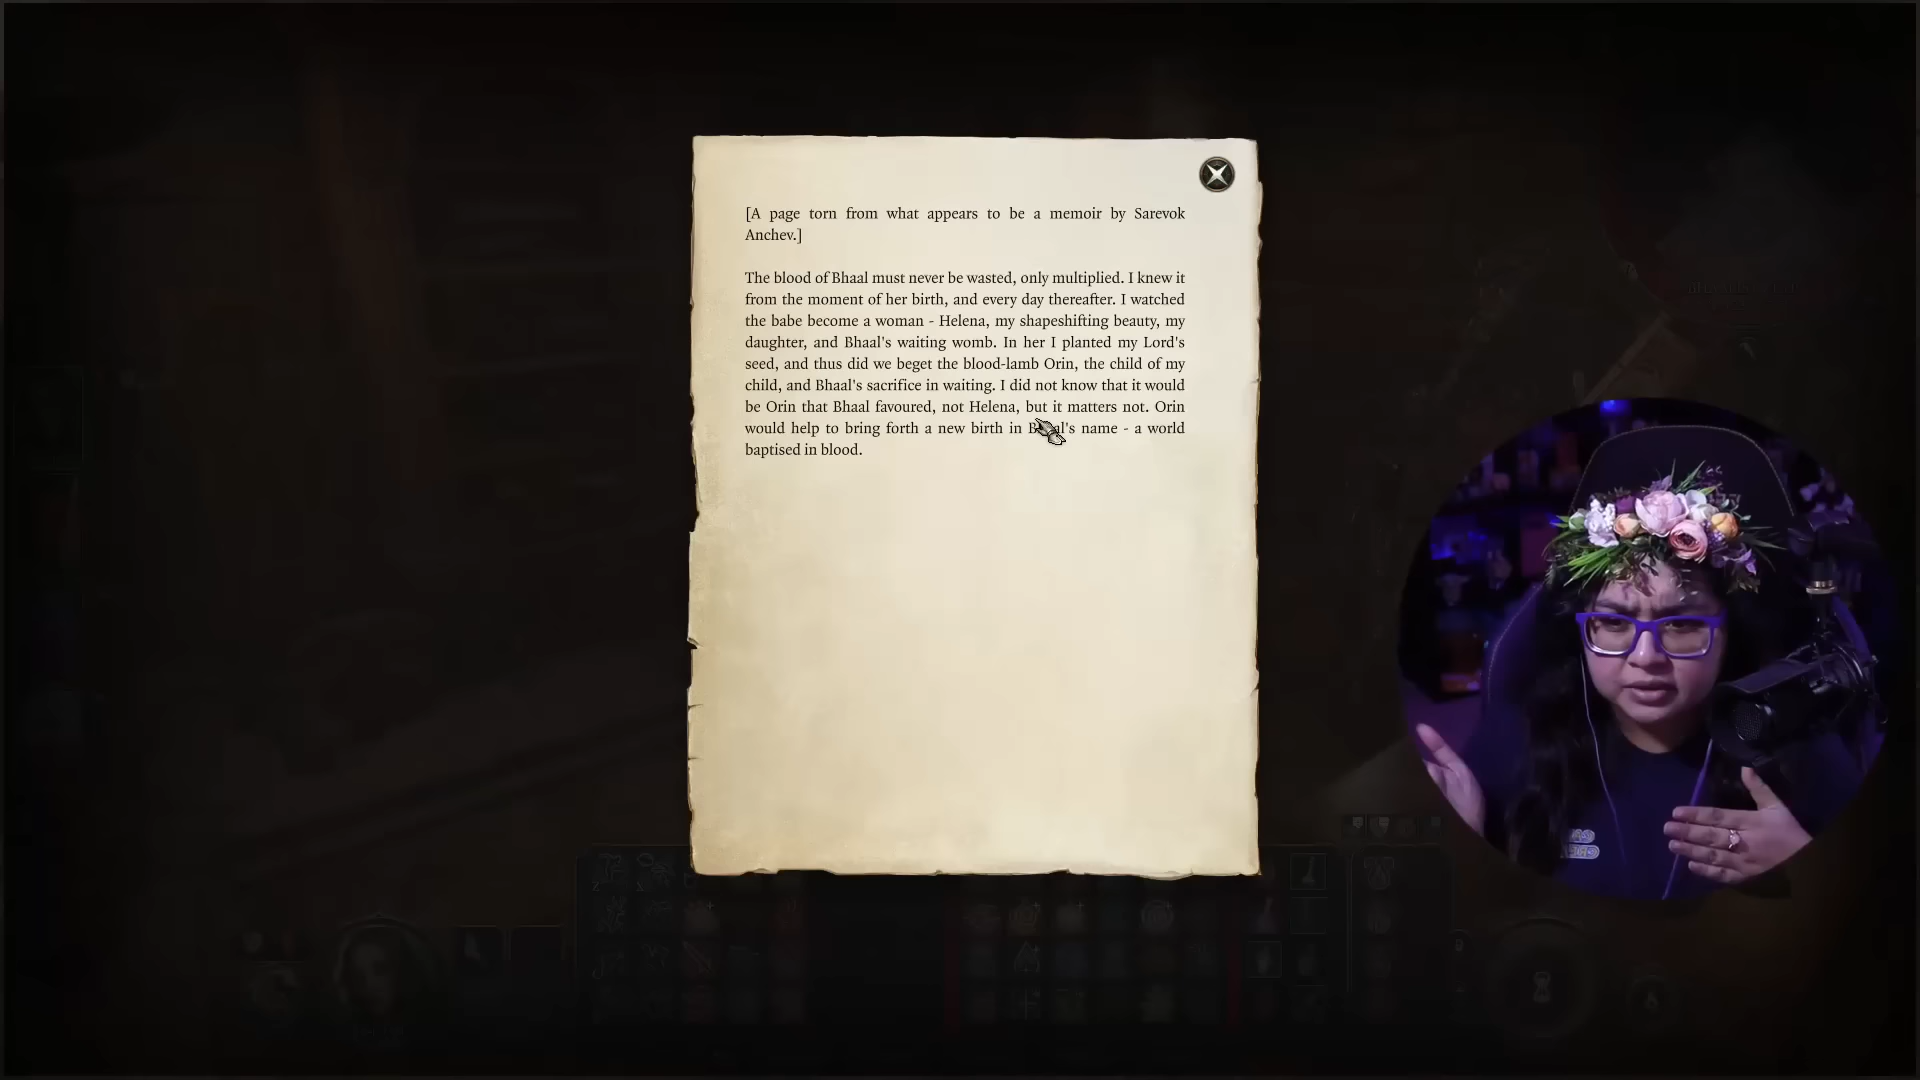 [A page torn from what appears to be a memoir by Sarevok
Anchev.]
The blood of Bhaal must never be wasted, only multiplied. I knew it
from the moment of her birth, and every day thereafter. I watched
the babe become a woman - Helena, my shapeshifting beauty, my
daughter, and Bhaal's waiting womb. In her I planted my Lord's
seed, and thus did we beget the blood-lamb Orin, the child of my
child, and Bhaal's sacrifice in waiting. I did not know that it would
be Orin that Bhaal favoured, not Helena, but it matters not. Orin
would help to bring forth a new birth in Bhaal's name - a world
baptised in blood.